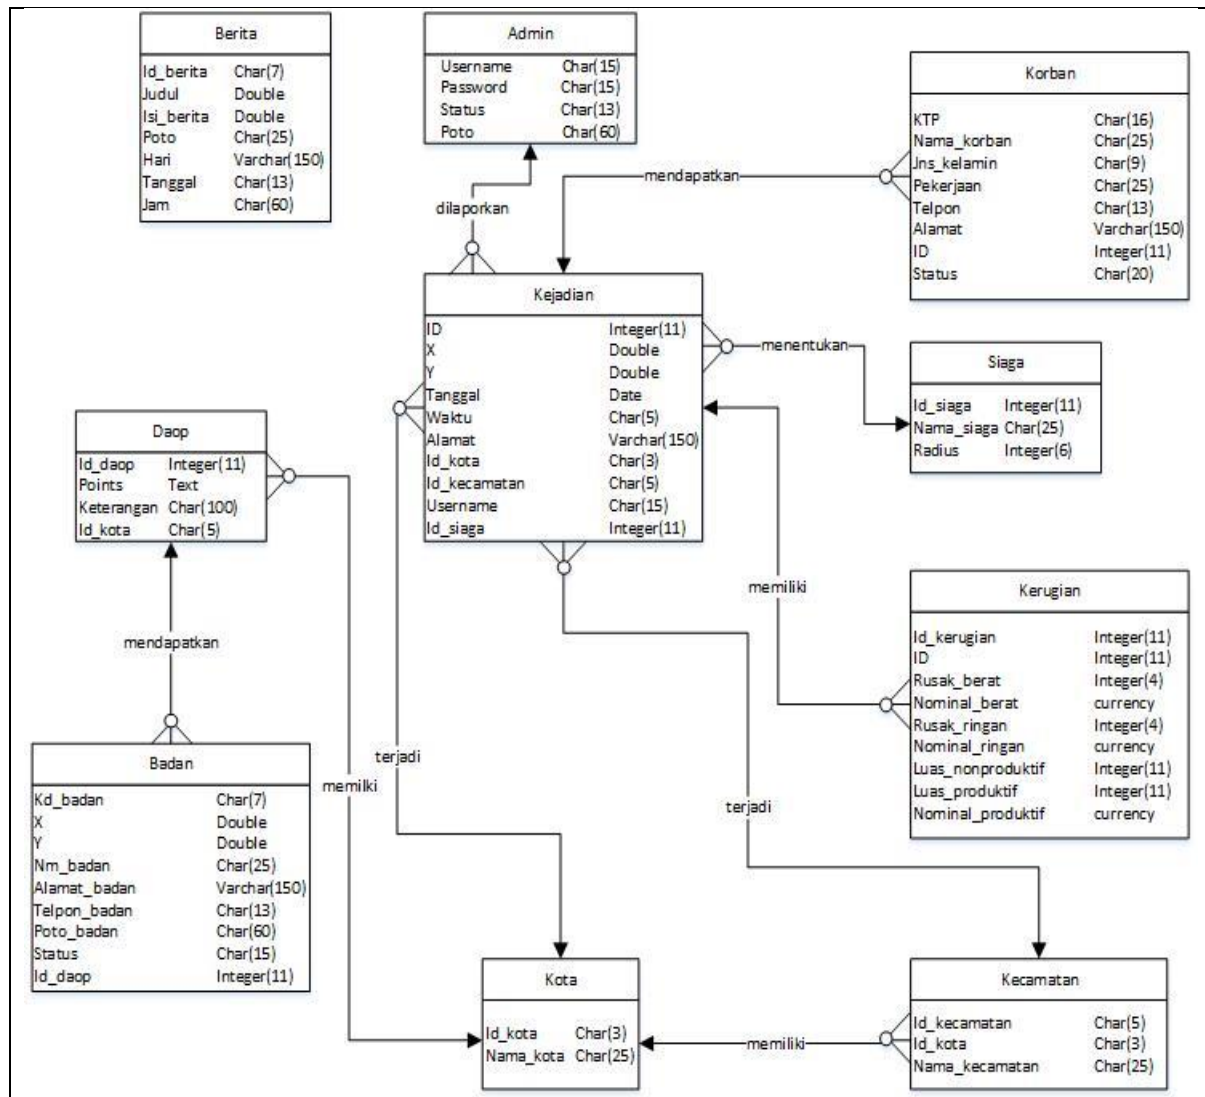 Berita
Id_berita Char(7)
Judul Double
Isi_berita Double
Poto Char(25)
Hari Varchar(150)
Tanggal Char(13)
Jam Char(60)
Admin
Username Char(15)
Password Char(15)
Status Char(13)
Poto Char(60)
Korban
KTP Char(16)
Nama_korban Char(25)
Jns_kelamin Char(9)
Pekerjaan Char(25)
Telpon Char(13)
Alamat Varchar(150)
ID Integer(11)
Status Char(20)
mendapatkan
dilaporkan
Kejadian
ID Integer(11)
X Double
Y Double
Tanggal Date
Waktu Char(5)
Alamat Varchar(150)
Id_kota Char(3)
Id_kecamatan Char(5)
Username Char(15)
Id_siaga Integer(11)
menentukan
Siaga
Id_siaga Integer(11)
Nama_siaga Char(25)
Radius Integer(6)
Daop
Id_daop Integer(11)
Points Text
Keterangan Char(100)
Id_kota Char(5)
memiliki
Kerugian
Id_kerugian Integer(11)
ID Integer(11)
Rusak_berat Integer(4)
Nominal_berat currency
Rusak_ringan Integer(4)
Nominal_ringan currency
Luas_nonproduktif Integer(11)
Luas_produktif Integer(11)
Nominal_produktif currency
mendapatkan
Badan
Kd_badan Char(7)
X Double
Y Double
Nm_badan Char(25)
Alamat_badan Varchar(150)
Telpon_badan Char(13)
Poto_badan Char(60)
Status Char(15)
Id_daop Integer(11)
terjadi
memilki
terjadi
Kota
Id_kota Char(3)
Nama_kota Char(25)
memiliki
Kecamatan
Id_kecamatan Char(5)
Id_kota Char(3)
Nama_kecamatan Char(25)